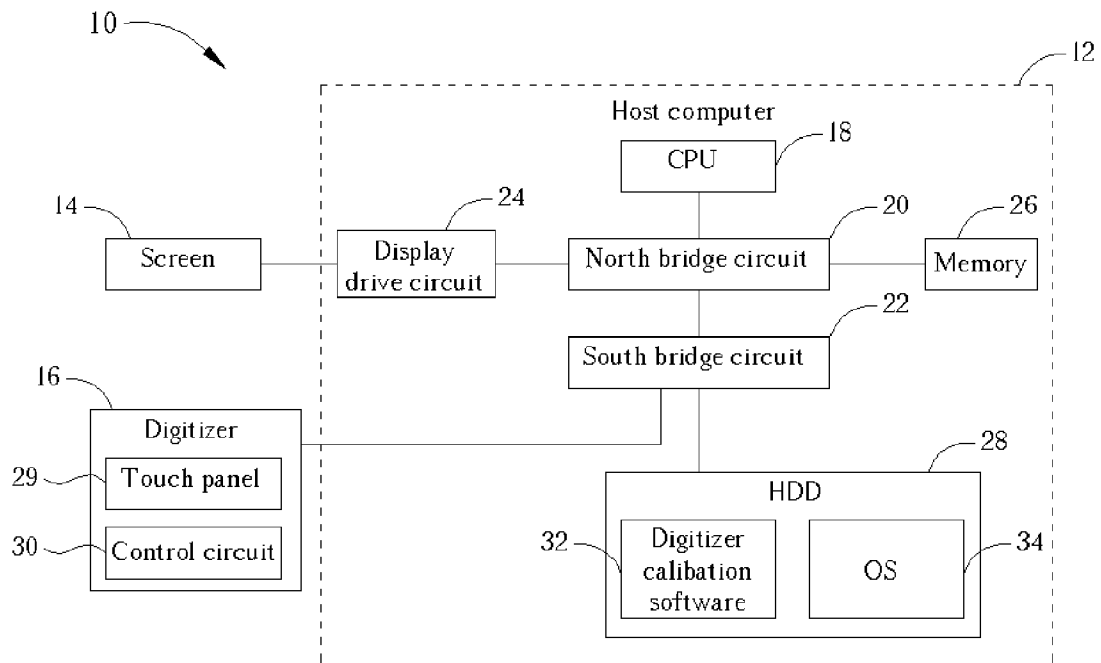 10
12
Host computer
18
CPU
14
24
20
26
Screen
Display
drive circuit
North bridge circuit
Memory
22
South bridge circuit
16
Digitizer
28
29
Touch panel
HDD
30
Control circuit
32
Digitizer
calibation
software
OS
34